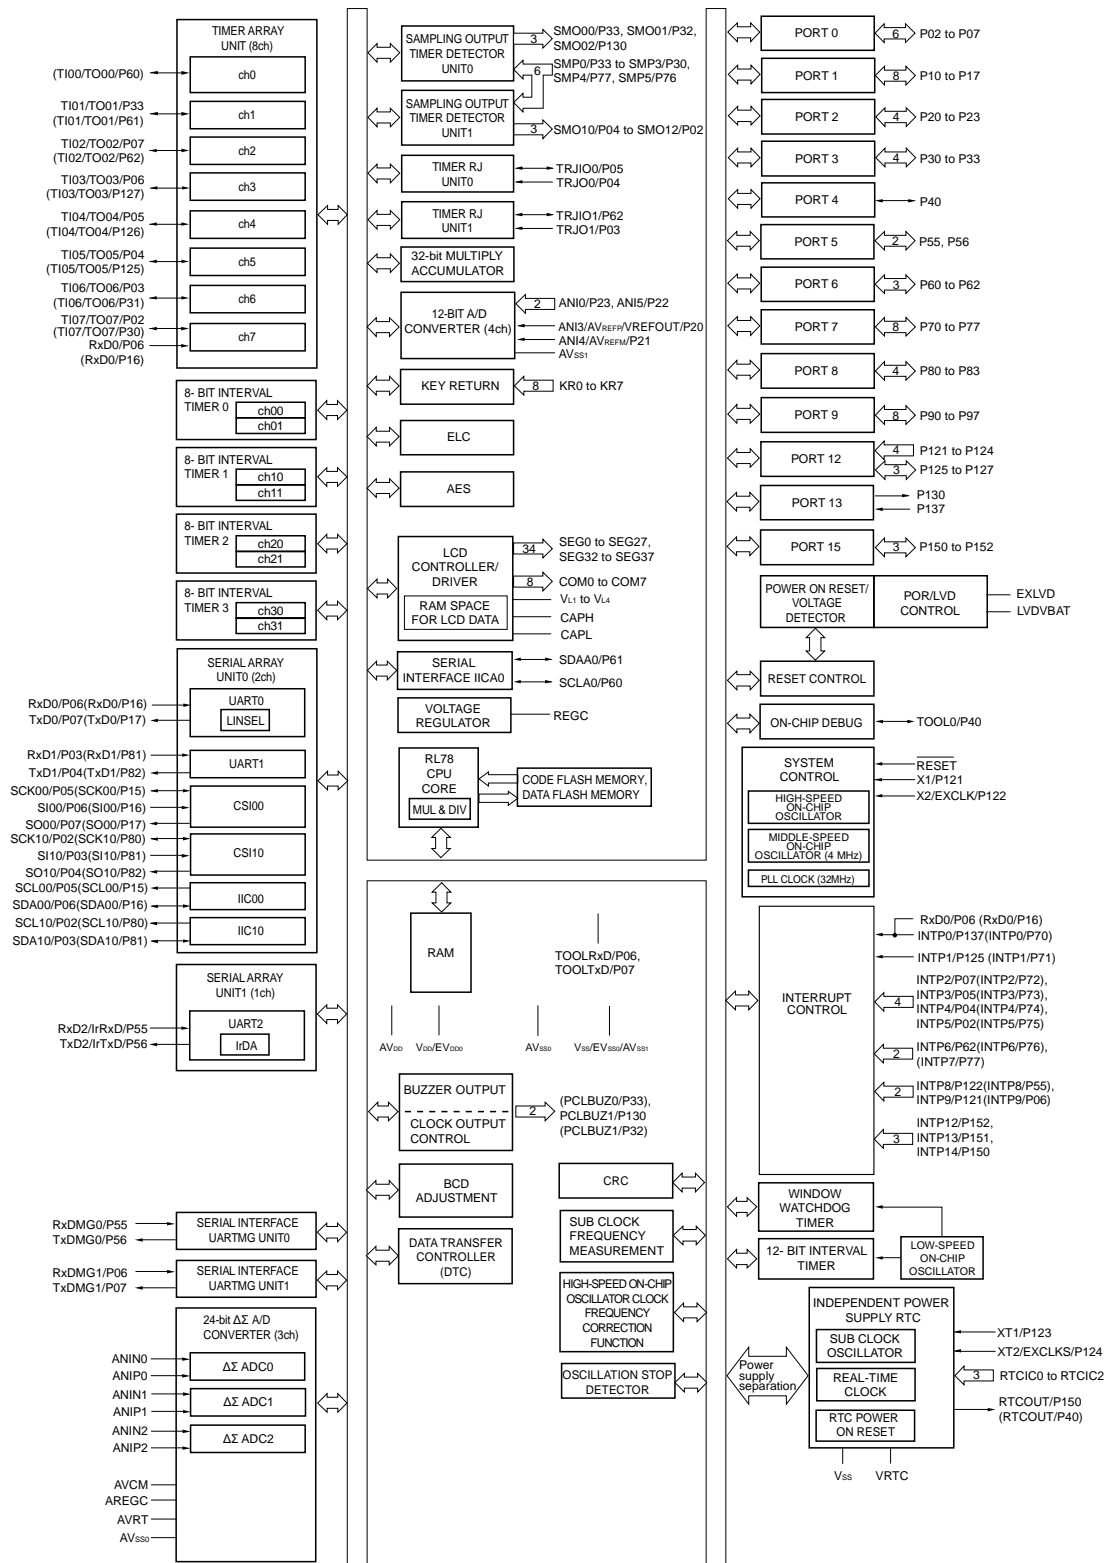 TIMER ARRAY
UNIT (8ch)
ch0
(TI00/TO00/P60)
TI01/TO01/P33
(TI01/TO01/P61)
ch1
TI02/TO02/P07
(TI02/TO02/P62)
ch2
TI03/TO03/P06
(TI03/TO03/P127)
ch3
TI04/TO04/P05
(TI04/TO04/P126)
ch4
TI05/TO05/P04
(TI05/TO05/P125)
ch5
TI06/TO06/P03
(TI06/TO06/P31)
ch6
TI07/TO07/P02
(TI07/TO07/P30)
RxD0/P06
(RxD0/P16)
ch7
8- BIT INTERVAL
TIMER 0
ch00
ch01
8- BIT INTERVAL
TIMER 1
ch10
ch11
8- BIT INTERVAL
TIMER 2
ch20
ch21
8- BIT INTERVAL
TIMER 3
ch30
ch31
SERIAL ARRAY
UNIT0 (2ch)
RxD0/P06(RxD0/P16)
TxD0/P07(TxD0/P17)
UART0
LINSEL
RxD1/P03(RxD1/P81)
TxD1/P04(TxD1/P82)
UART1
SCK00/P05(SCK00/P15)
SI00/P06(SI00/P16)
SO00/P07(SO00/P17)
CSI00
SCK10/P02(SCK10/P80)
SI10/P03(SI10/P81)
SO10/P04(SO10/P82)
CSI10
SCL00/P05(SCL00/P15)
SDA00/P06(SDA00/P16)
IIC00
SCL10/P02(SCL10/P80)
SDA10/P03(SDA10/P81)
IIC10
SERIAL ARRAY
UNIT1 (1ch)
RxD2/IrRxD/P55
TxD2/IrTxD/P56
UART2
IrDA
RxDMG0/P55
TxDMG0/P56
SERIAL INTERFACE
UARTMG UNIT0
RxDMG1/P06
TxDMG1/P07
SERIAL INTERFACE
UARTMG UNIT1
24-bit ΔΣ A/D
CONVERTER (3ch)
ANIN0
ANIP0
ΔΣ ADC0
ANIN1
ANIP1
ΔΣ ADC1
ANIN2
ANIP2
ΔΣ ADC2
AVCM
AREGC
AVRT
AVSS0
SAMPLING OUTPUT
TIMER DETECTOR
UNIT0
3
SMO00/P33, SMO01/P32,
SMO02/P130
6
SMP0/P33 to SMP3/P30,
SMP4/P77, SMP5/P76
SAMPLING OUTPUT
TIMER DETECTOR
UNIT1
3
SMO10/P04 to SMO12/P02
TIMER RJ
UNIT0
TRJIO0/P05
TRJO0/P04
TIMER RJ
UNIT1
TRJIO1/P62
TRJO1/P03
32-bit MULTIPLY
ACCUMULATOR
12-BIT A/D
CONVERTER (4ch)
2
ANI0/P23, ANI5/P22
ANI3/AVREFP/VREFOUT/P20
ANI4/AVREFM/P21
AVSS1
KEY RETURN
8
KR0 to KR7
ELC
AES
LCD
CONTROLLER/
DRIVER
RAM SPACE
FOR LCD DATA
34
SEG0 to SEG27,
SEG32 to SEG37
8
COM0 to COM7
VL1 to VL4
CAPH
CAPL
SERIAL
INTERFACE IICA0
SDAA0/P61
SCLA0/P60
VOLTAGE
REGULATOR
REGC
RL78
CPU
CORE
MUL & DIV
CODE FLASH MEMORY,
DATA FLASH MEMORY
RAM
TOOLRxD/P06,
TOOLTxD/P07
AVDD
VDD/EVDD0
AVSS0
VSS/EVSS0/AVSS1
BUZZER OUTPUT
CLOCK OUTPUT
CONTROL
2
(PCLBUZ0/P33),
PCLBUZ1/P130
(PCLBUZ1/P32)
BCD
ADJUSTMENT
DATA TRANSFER
CONTROLLER
(DTC)
CRC
SUB CLOCK
FREQUENCY
MEASUREMENT
HIGH-SPEED ON-CHIP
OSCILLATOR CLOCK
FREQUENCY
CORRECTION
FUNCTION
OSCILLATION STOP
DETECTOR
PORT 0
6
P02 to P07
PORT 1
8
P10 to P17
PORT 2
4
P20 to P23
PORT 3
4
P30 to P33
PORT 4
P40
PORT 5
2
P55, P56
PORT 6
3
P60 to P62
PORT 7
8
P70 to P77
PORT 8
4
P80 to P83
PORT 9
8
P90 to P97
PORT 12
4
P121 to P124
3
P125 to P127
PORT 13
P130
P137
PORT 15
3
P150 to P152
POWER ON RESET/
VOLTAGE
DETECTOR
POR/LVD
CONTROL
EXLVD
LVDVBAT
RESET CONTROL
ON-CHIP DEBUG
TOOL0/P40
SYSTEM
CONTROL
RESET
X1/P121
X2/EXCLK/P122
HIGH-SPEED
ON-CHIP
OSCILLATOR
MIDDLE-SPEED
ON-CHIP
OSCILLATOR (4 MHz)
PLL CLOCK (32MHz)
INTERRUPT
CONTROL
RxD0/P06 (RxD0/P16)
INTP0/P137(INTP0/P70)
INTP1/P125 (INTP1/P71)
4
INTP2/P07(INTP2/P72),
INTP3/P05(INTP3/P73),
INTP4/P04(INTP4/P74),
INTP5/P02(INTP5/P75)
2
INTP6/P62(INTP6/P76),
(INTP7/P77)
2
INTP8/P122(INTP8/P55),
INTP9/P121(INTP9/P06)
3
INTP12/P152,
INTP13/P151,
INTP14/P150
WINDOW
WATCHDOG
TIMER
12- BIT INTERVAL
TIMER
LOW-SPEED
ON-CHIP
OSCILLATOR
Power
supply
separation
INDEPENDENT POWER
SUPPLY RTC
SUB CLOCK
OSCILLATOR
REAL-TIME
CLOCK
RTC POWER
ON RESET
XT1/P123
XT2/EXCLKS/P124
3
RTCIC0 to RTCIC2
RTCOUT/P150
(RTCOUT/P40)
VSS
VRTC